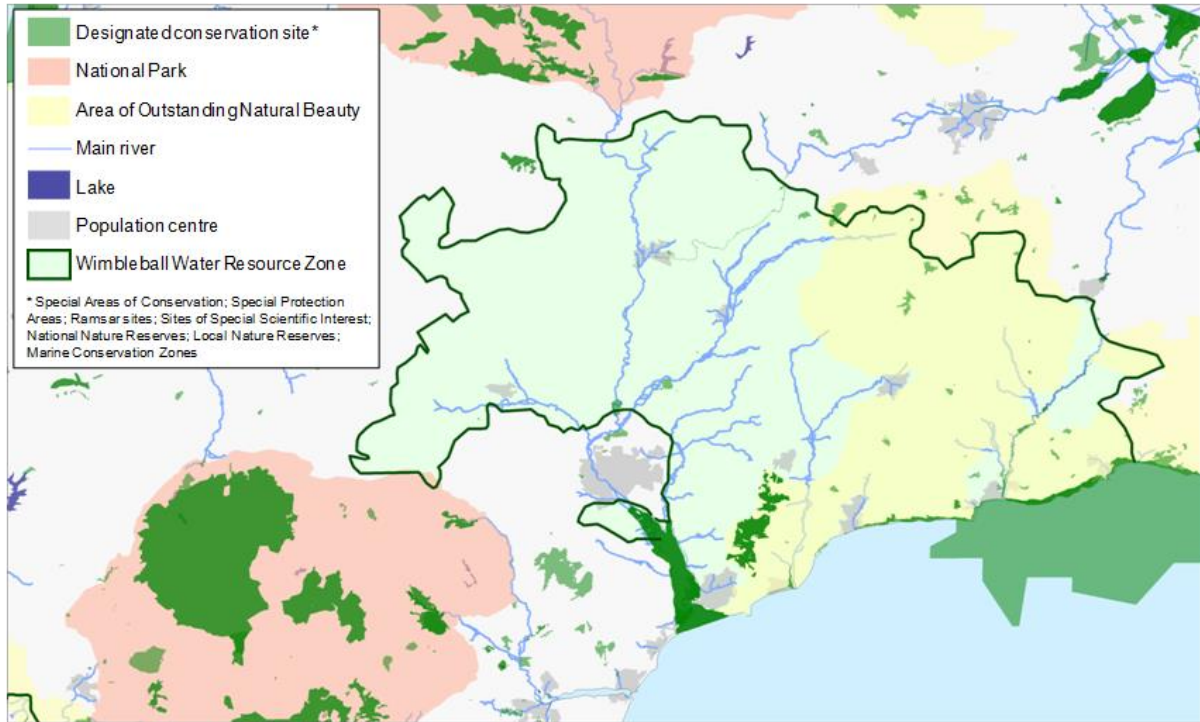 Designated conservation site*
National Park
Area of Outstanding Natural Beauty
Main river
Lake
Population centre
Wimbleball Water Resource Zone
* Special Areas of Conservation; Special Protection
Areas; Ramsar sites; Sites of Special Scientific Interest;
National Nature Reserves; Local Nature Reserves;
Marine Conservation Zones